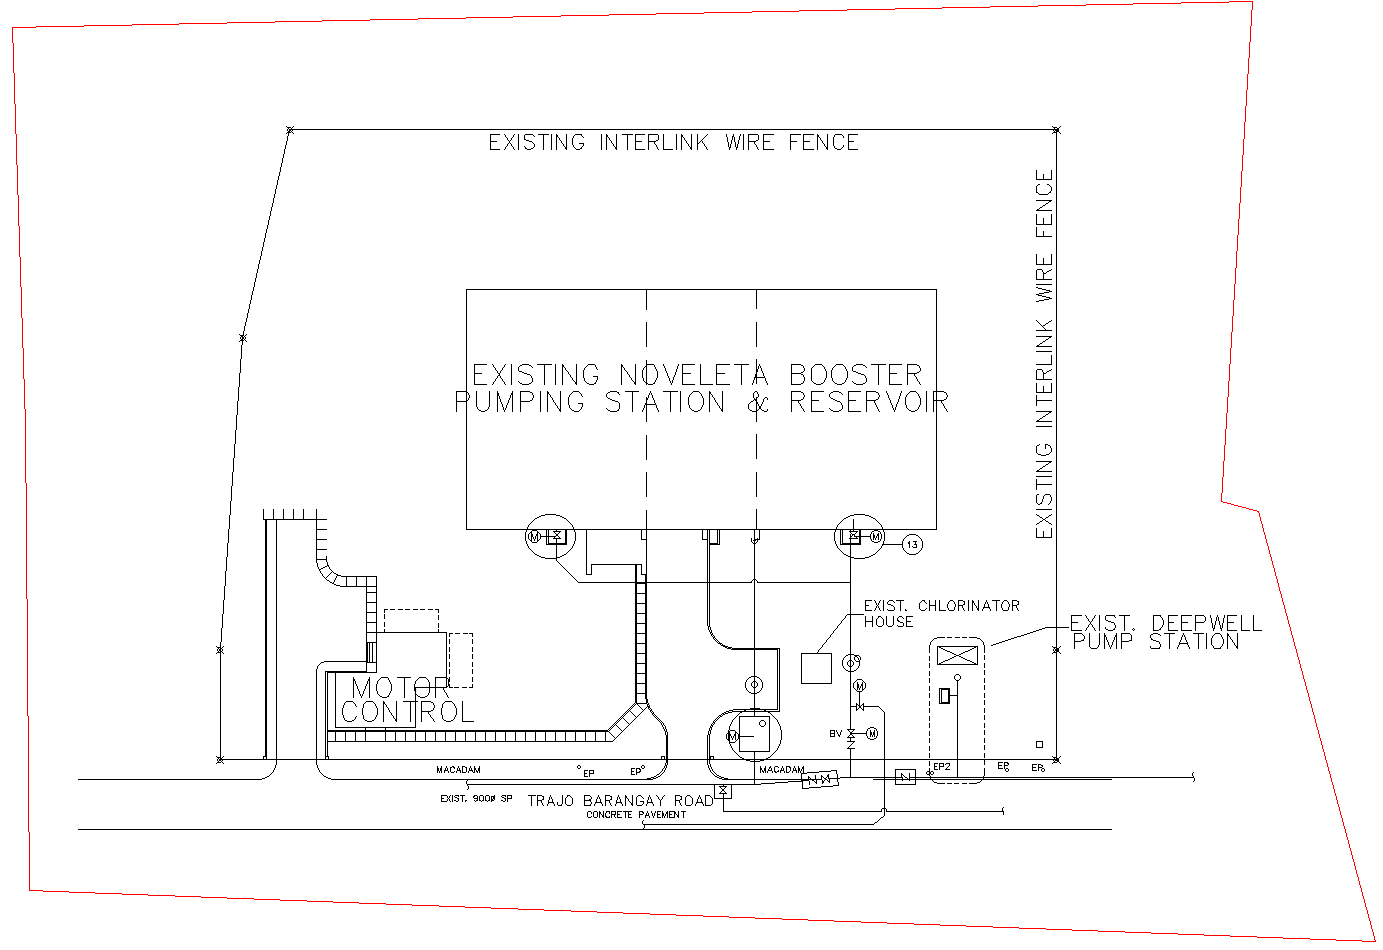 EXISTING INTERLINK WIRE FENCE
EXISTING INTERLINK WIRE FENCE
EXISTING NOVELETA BOOSTER
PUMPING STATION & RESERVOIR
M
M
13
EXIST. CHLORINATOR
HOUSE
EXIST. DEEPWELL
PUMP STATION
MOTOR
CONTROL
M
M
BV
M
MACADAM
EP
EP
MACADAM
EP2
EP
EP
EXIST. 900Ø SP
TRAJO BARANGAY ROAD
CONCRETE PAVEMENT